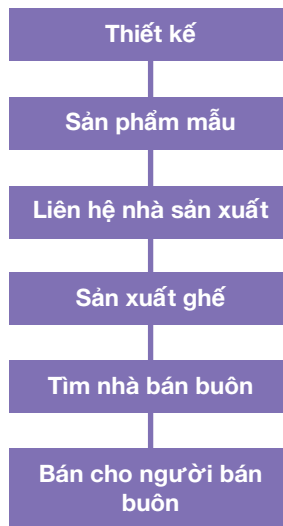 Thiết kế
Sản phẩm mẫu
Liên hệ nhà sản xuất
Sản xuất ghế
Tìm nhà bán buôn
Bán cho người bán
buôn